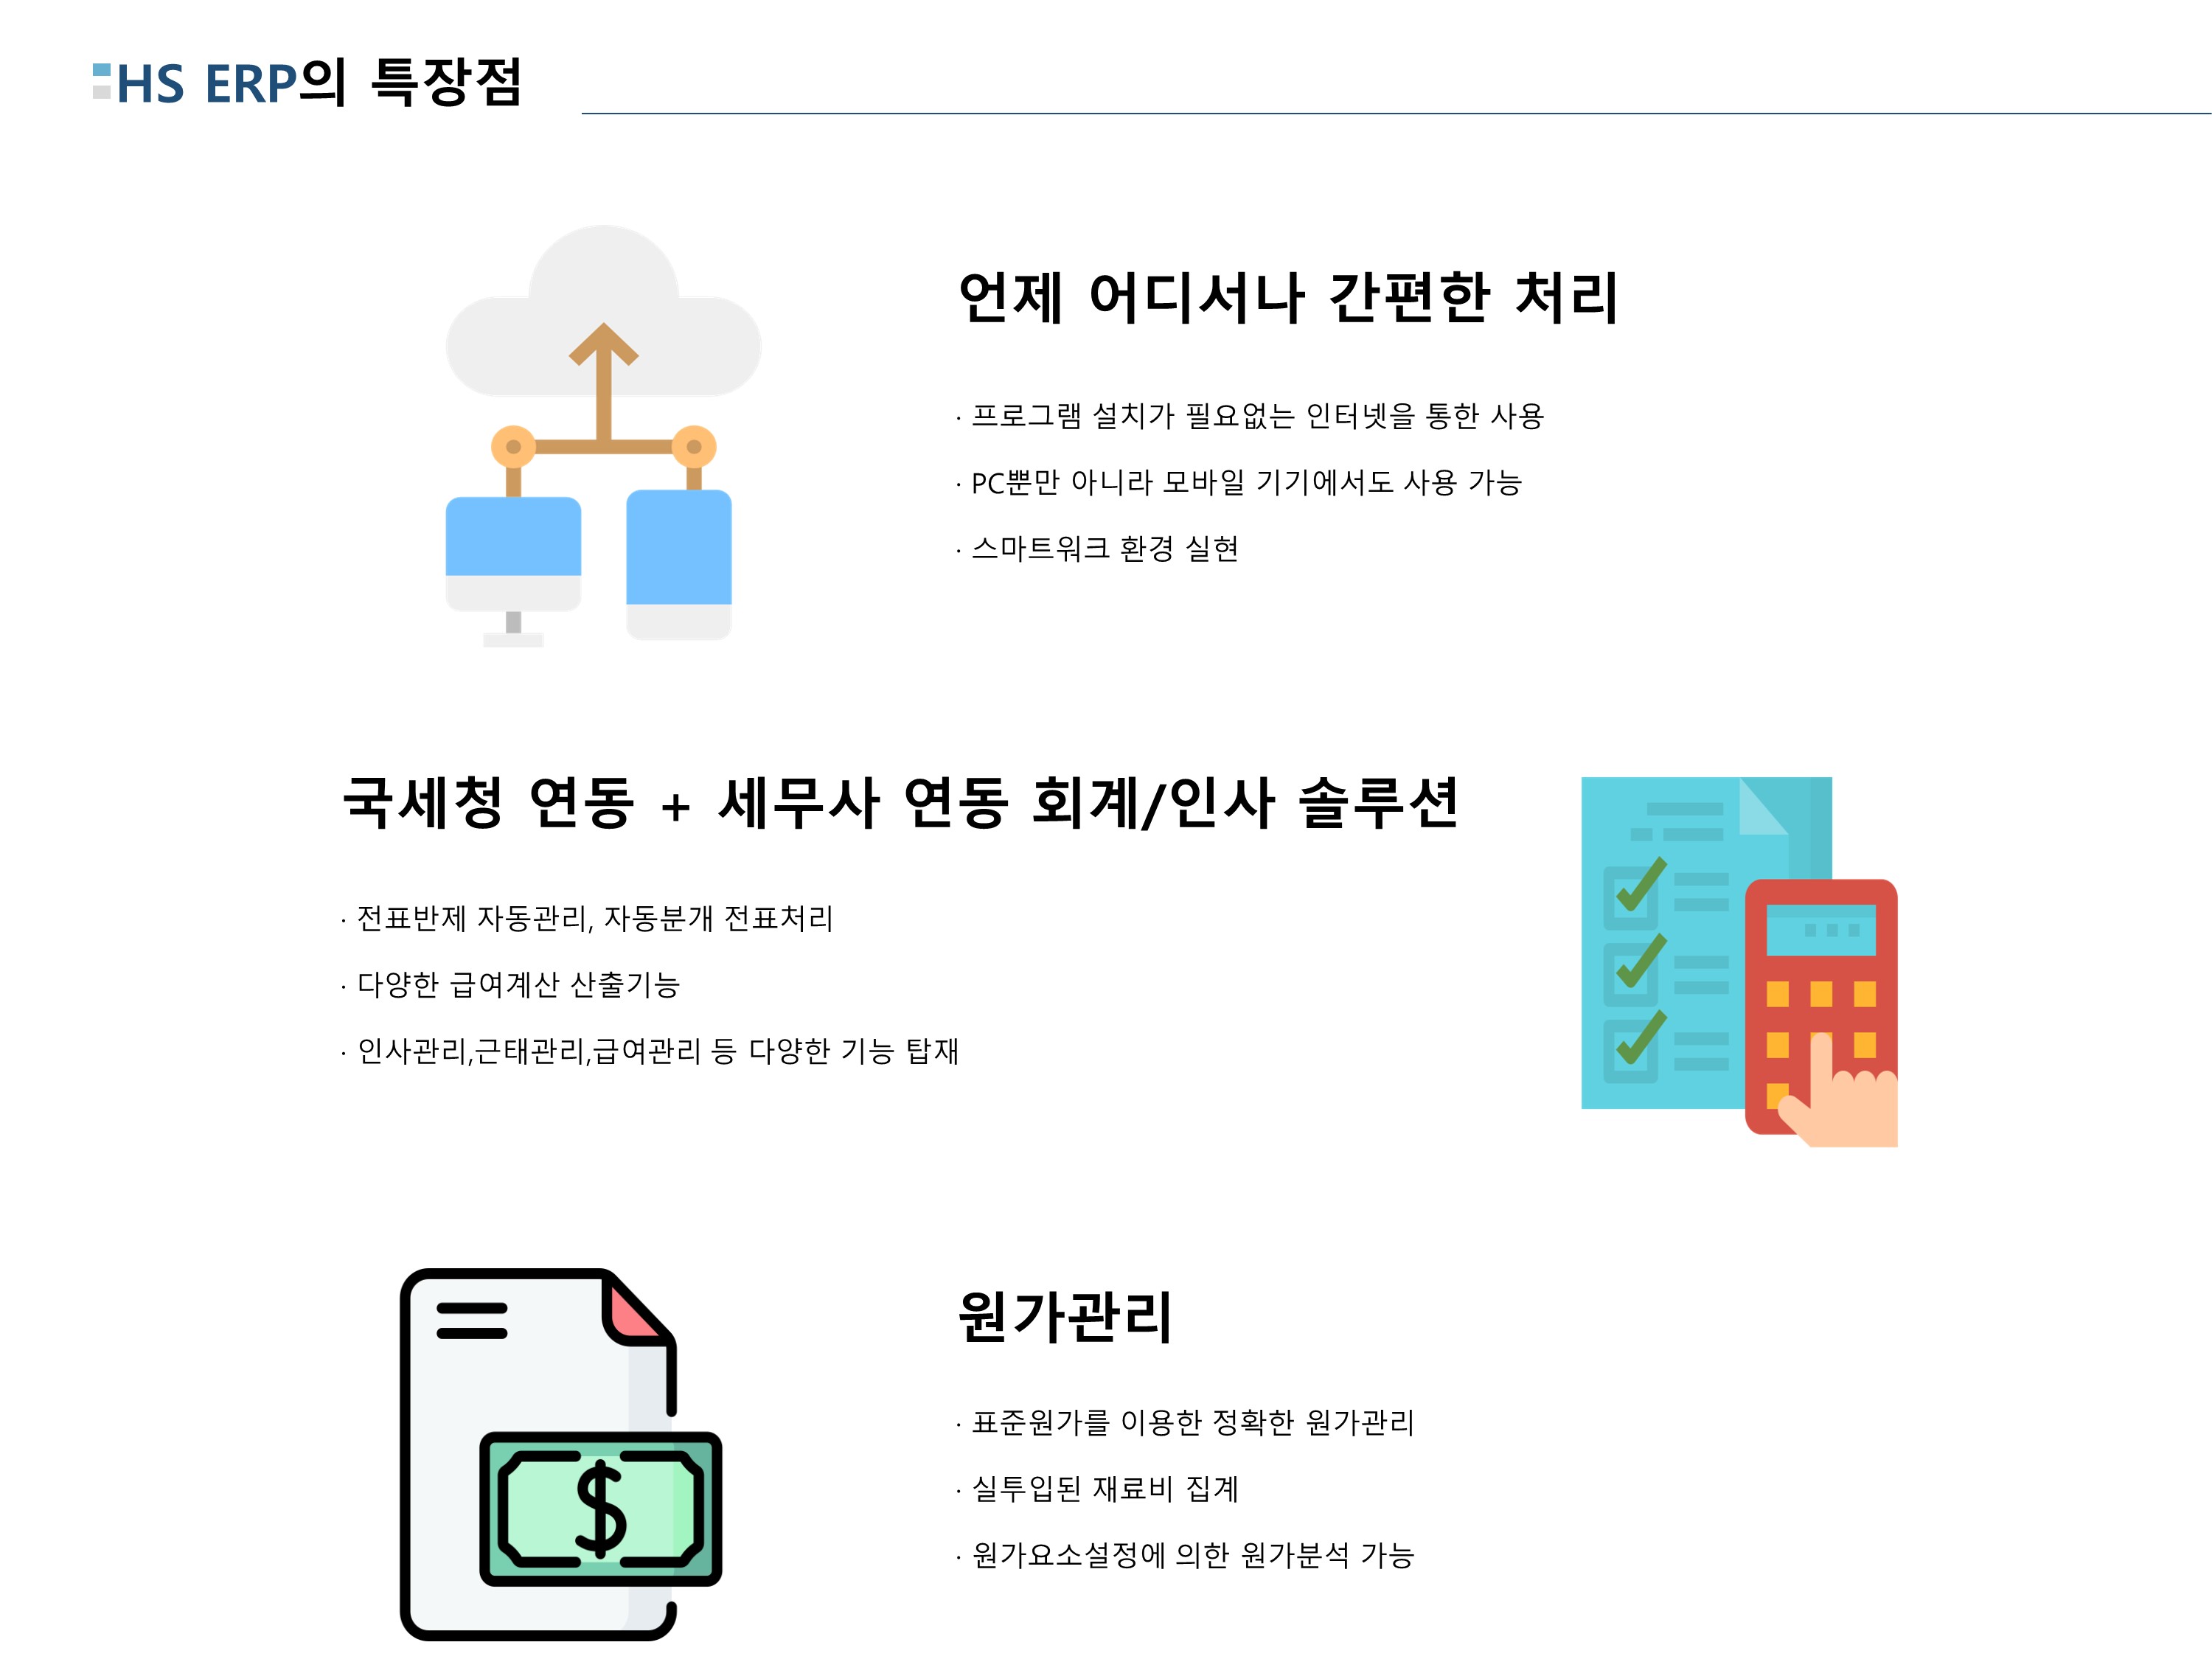 HS ERP의 특장점
언제 어디서나 간편한 처리
· 프로그램 설치가 필요없는 인터넷을 통한 사용
· PC뿐만 아니라 모바일 기기에서도 사용 가능
· 스마트워크 환경 실현
국세청 연동 + 세무사 연동 회계/인사 솔루션
· 전표반제 자동관리, 자동분개 전표처리
· 다양한 급여계산 산출기능
· 인사관리,근태관리,급여관리 등 다양한 기능 탑재
원가관리
· 표준원가를 이용한 정확한 원가관리
· 실투입된 재료비 집계
· 원가요소설정에 의한 원가분석 가능
$